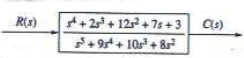 R(s)
s⁴ + 2s³ + 12s² + 7s + 3
s⁵ + 9s⁴ + 10s³ + 8s²
C(s)